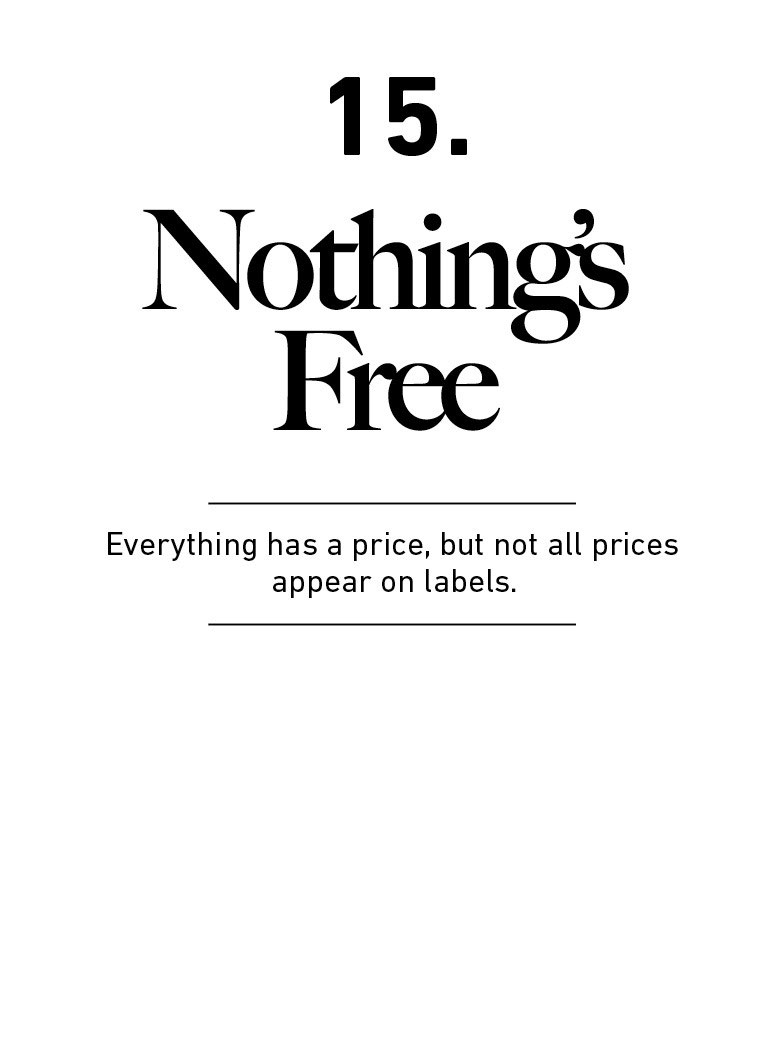 15.
Nothing's
Free
Everything has a price, but not all prices
appear on labels.